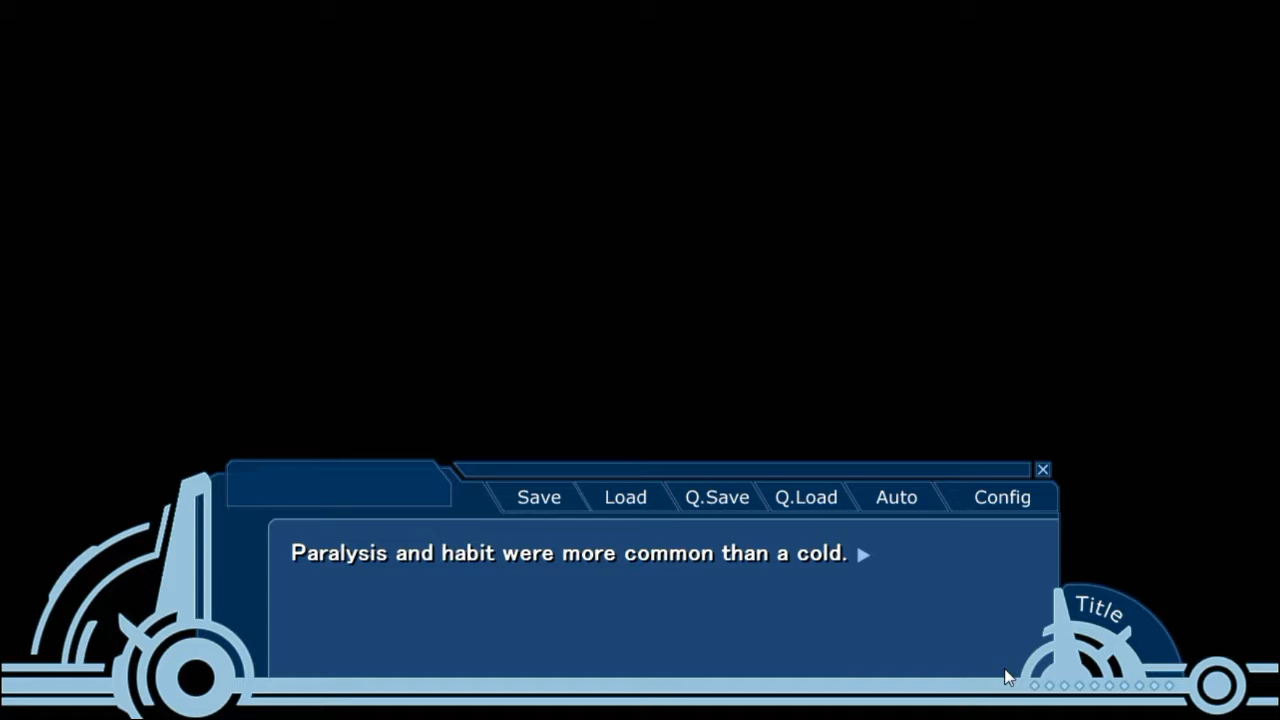 Save Load Q.Save Q.Load Auto Config
Paralysis and habit were more common than a cold.
Title